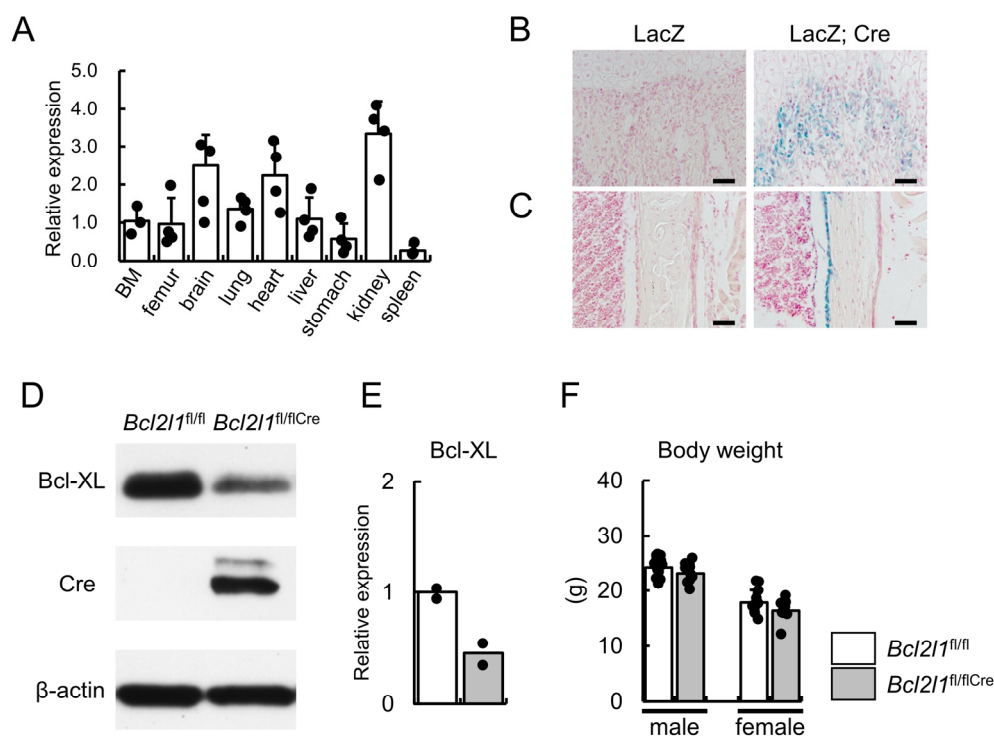 A
Relative expression
5.0
4.0
3.0
2.0
1.0
0.0
BM
femur
brain
lung
heart
liver
stomach
kidney
spleen
B
LacZ
LacZ; Cre
C
D
Bcl2l1fl/fl
Bcl2l1fl/flCre
Bcl-XL
Cre
β-actin
E
Bcl-XL
Relative expression
2
1
0
F
Body weight
(g)
40
30
20
10
0
male
female
Bcl2l1fl/fl
Bcl2l1fl/flCre